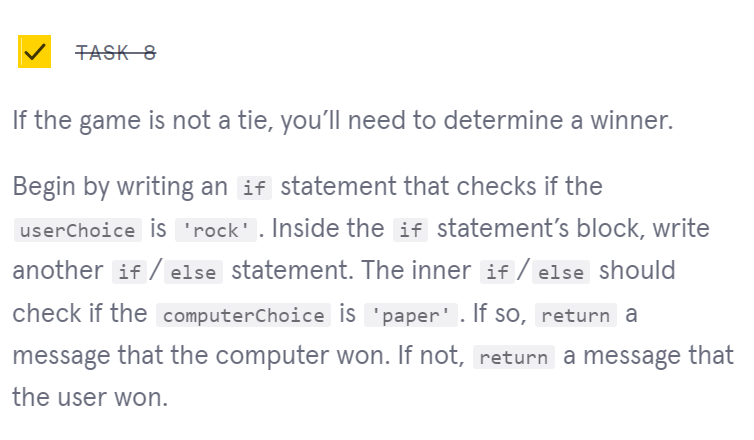 TASK 8
If the game is not a tie, you’ll need to determine a winner.
Begin by writing an if statement that checks if the
userChoice is 'rock'. Inside the if statement’s block, write
another if/else statement. The inner if/else should
check if the computerChoice is 'paper'. If so, return a
message that the computer won. If not, return a message that
the user won.